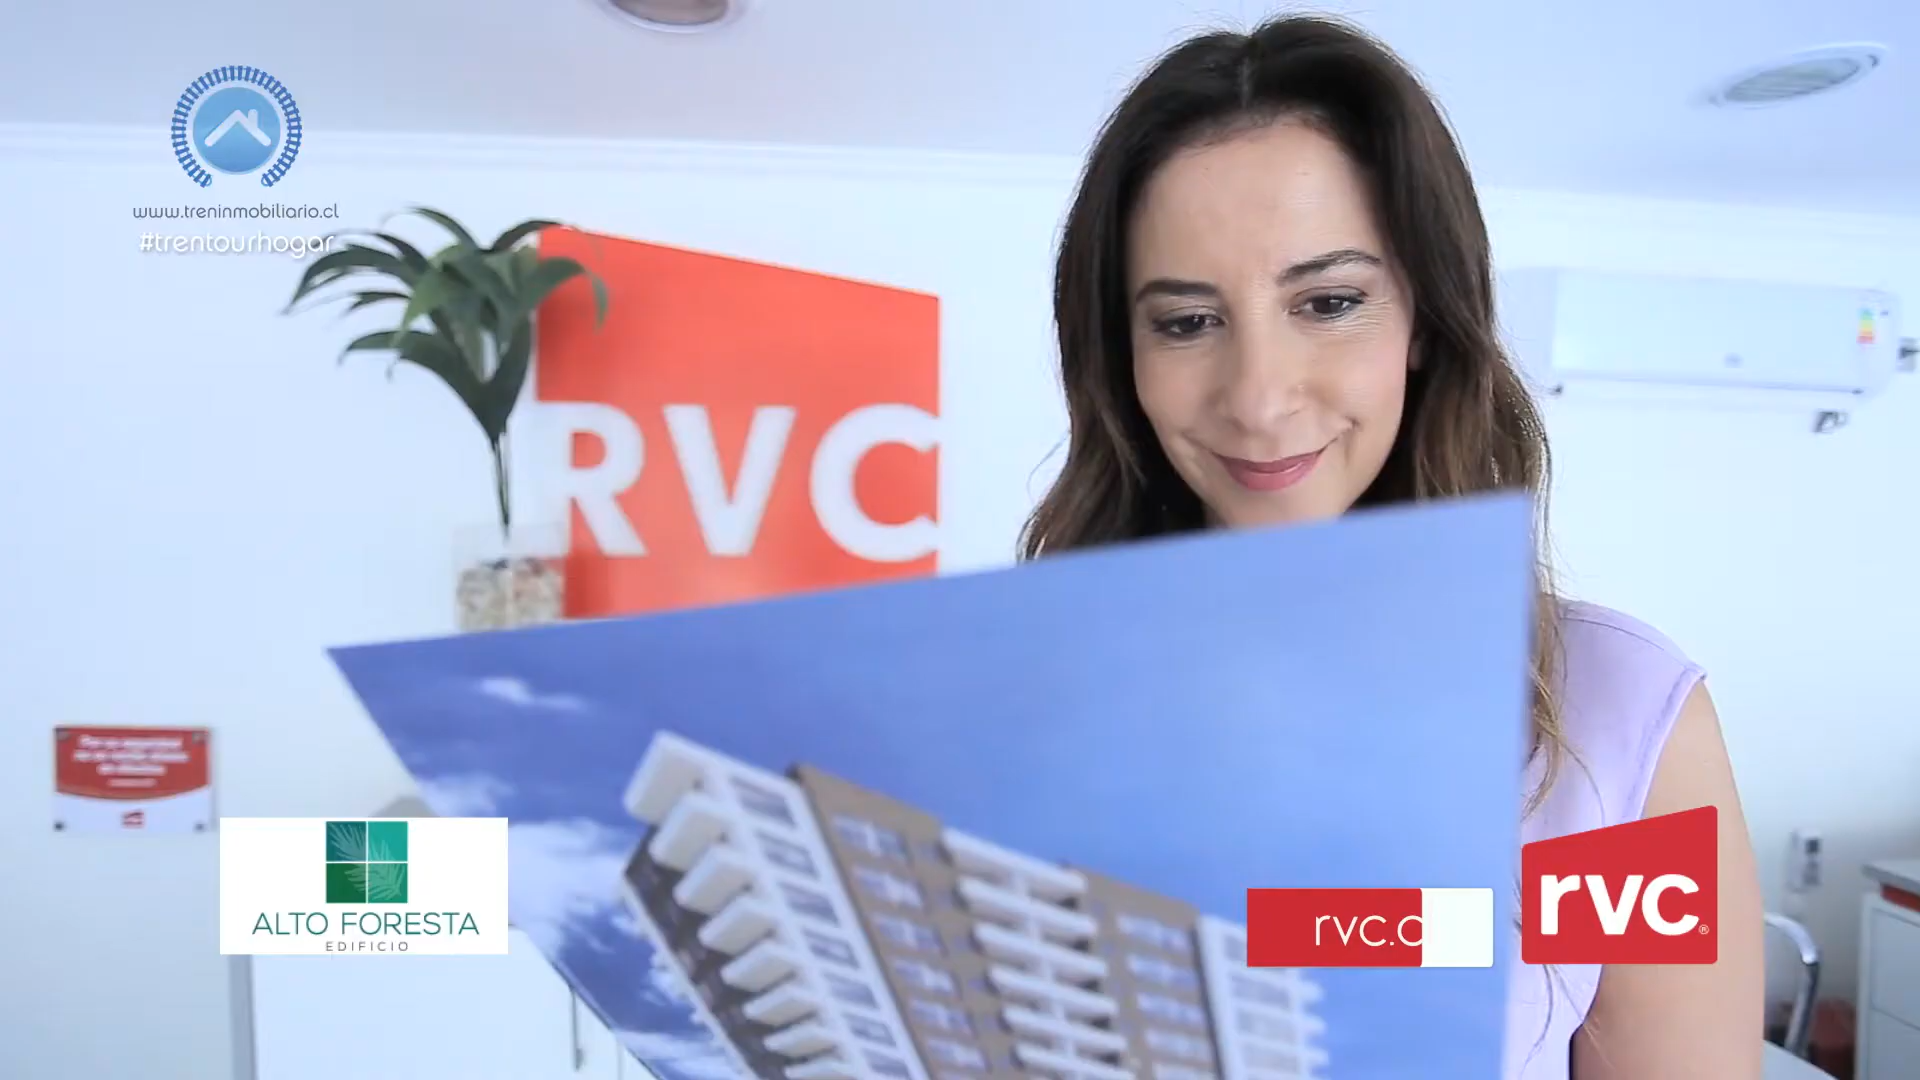 www.treninmobiliario.cl
#trentourhogar
RVC
ALTO FORESTA
EDIFICIO
rvc.c
rvc®